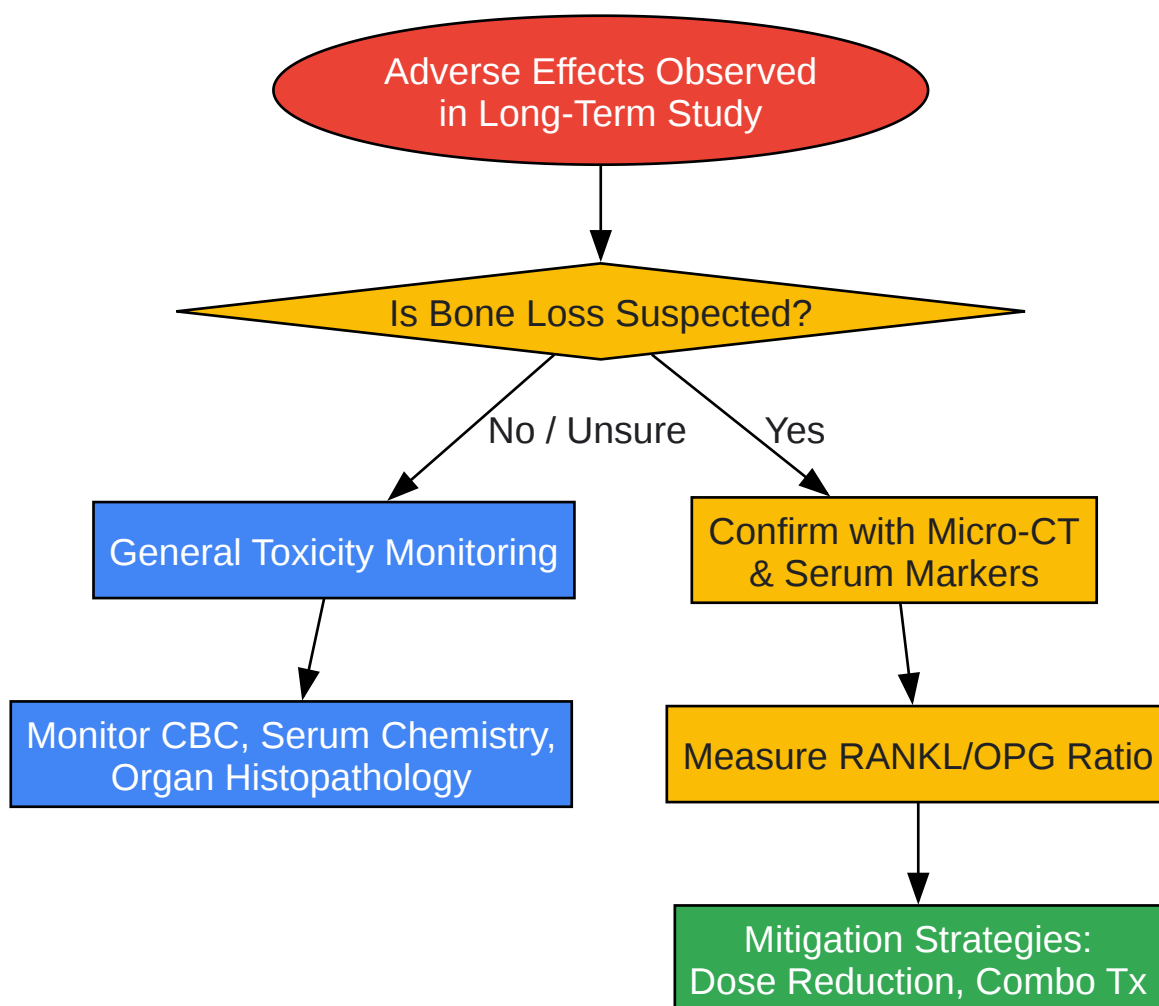 Adverse Effects Observed
in Long-Term Study
Is Bone Loss Suspected?
No / Unsure
Yes
General Toxicity Monitoring
Confirm with Micro-CT
& Serum Markers
Monitor CBC, Serum Chemistry,
Organ Histopathology
Measure RANKL/OPG Ratio
Mitigation Strategies:
Dose Reduction, Combo Tx